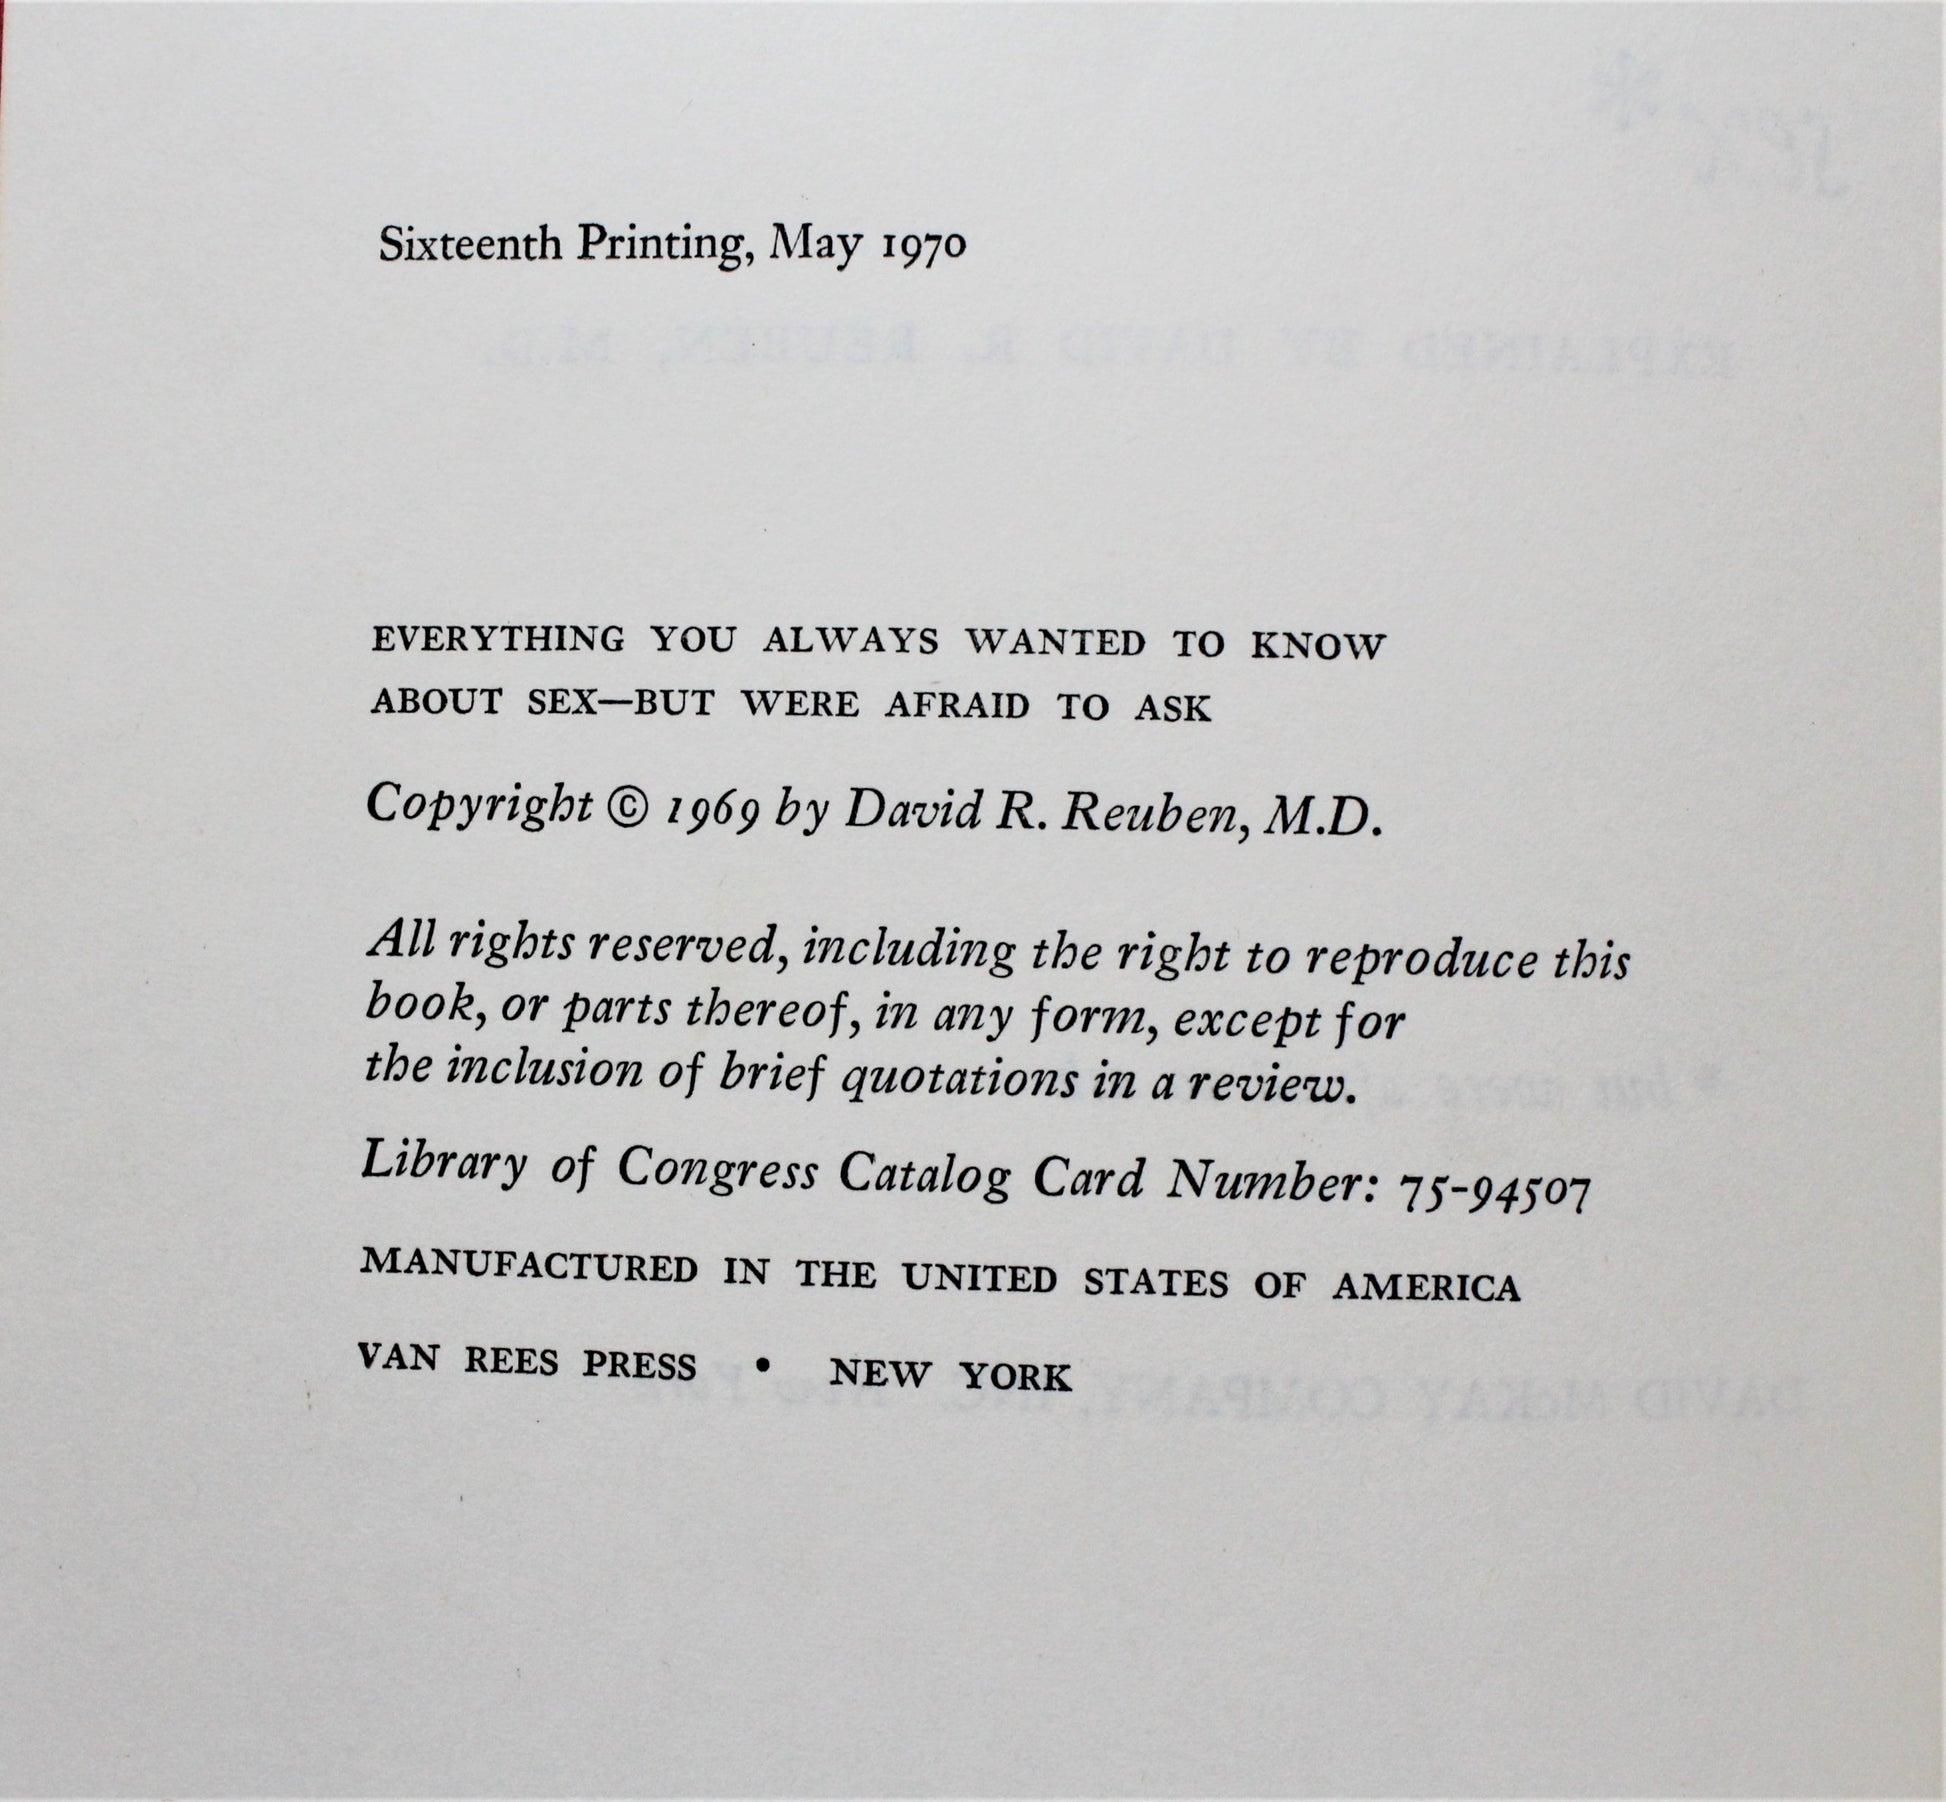 Sixteenth Printing, May 1970
EVERYTHING YOU ALWAYS WANTED TO KNOW
ABOUT SEX—BUT WERE AFRAID TO ASK
Copyright © 1969 by David R. Reuben, M.D.
All rights reserved, including the right to reproduce this
book, or parts thereof, in any form, except for
the inclusion of brief quotations in a review.
Library of Congress Catalog Card Number: 75-94507
MANUFACTURED IN THE UNITED STATES OF AMERICA
VAN REES PRESS • NEW YORK